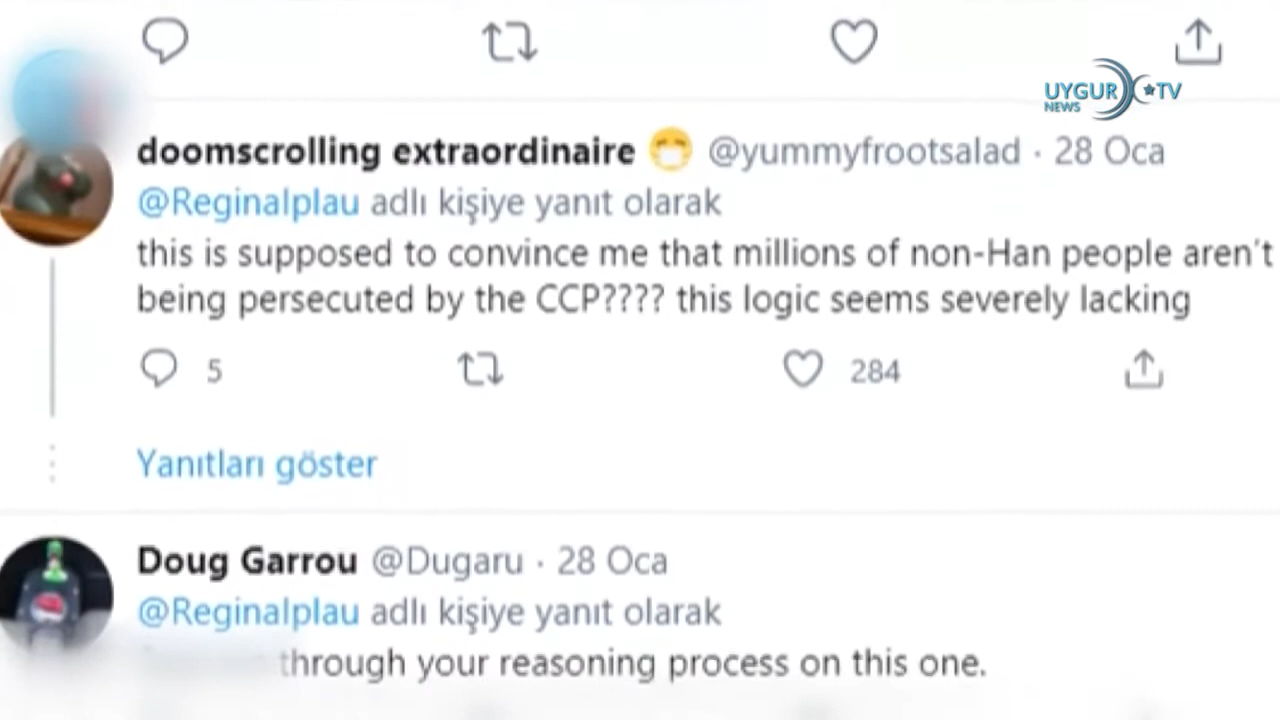 UYGUR TV
NEWS
doomscrolling extraordinaire 😷 @yummyfrootsalad · 28 Oca
@Reginalplau adlı kişiye yanıt olarak
this is supposed to convince me that millions of non-Han people aren't
being persecuted by the CCP???? this logic seems severely lacking
5 284
Yanıtları göster
Doug Garrou @Dugaru · 28 Oca
@Reginalplau adlı kişiye yanıt olarak
through your reasoning process on this one.